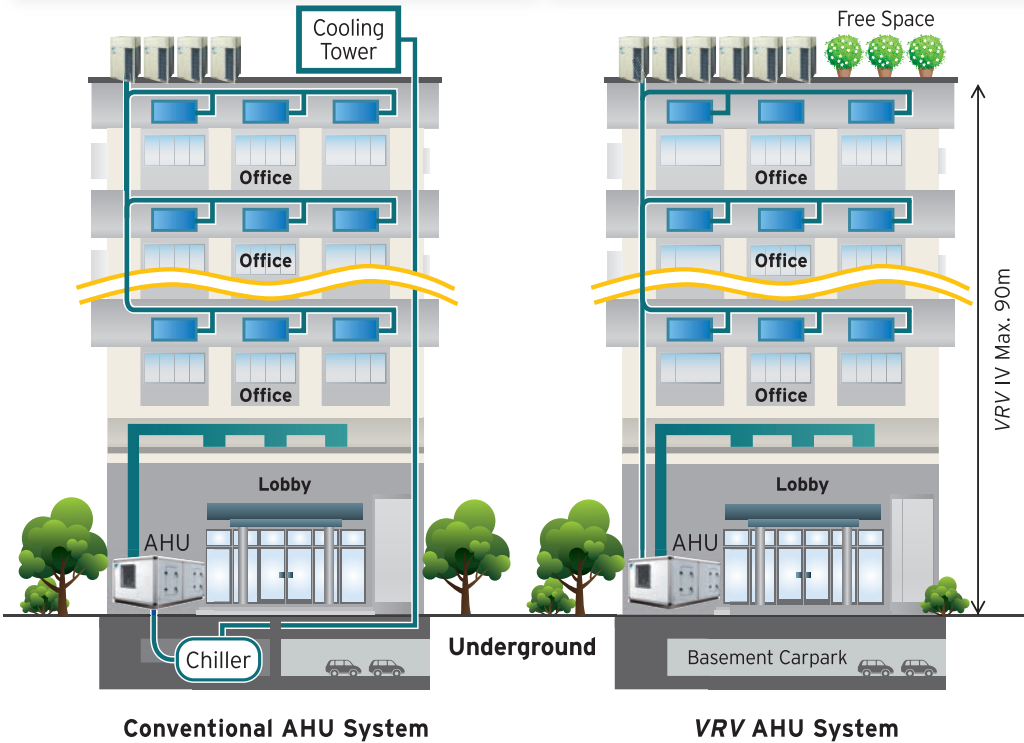 Cooling
Tower
Office
Office
Office
Lobby
AHU
Chiller
Conventional AHU System
Underground
Free Space
Office
Office
Office
Lobby
AHU
Basement Carpark
VRV IV Max. 90m
VRV AHU System